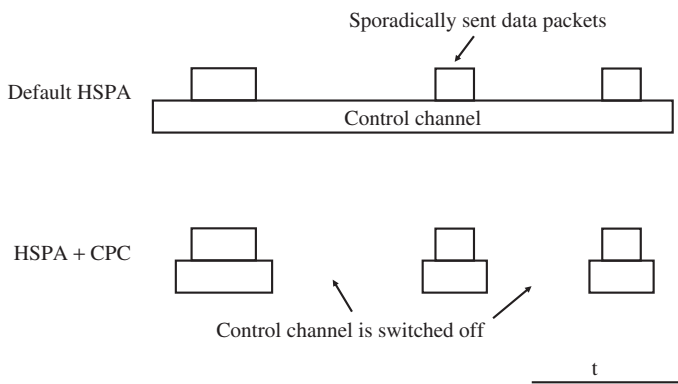 Sporadically sent data packets
Default HSPA
Control channel
HSPA + CPC
Control channel is switched off
t